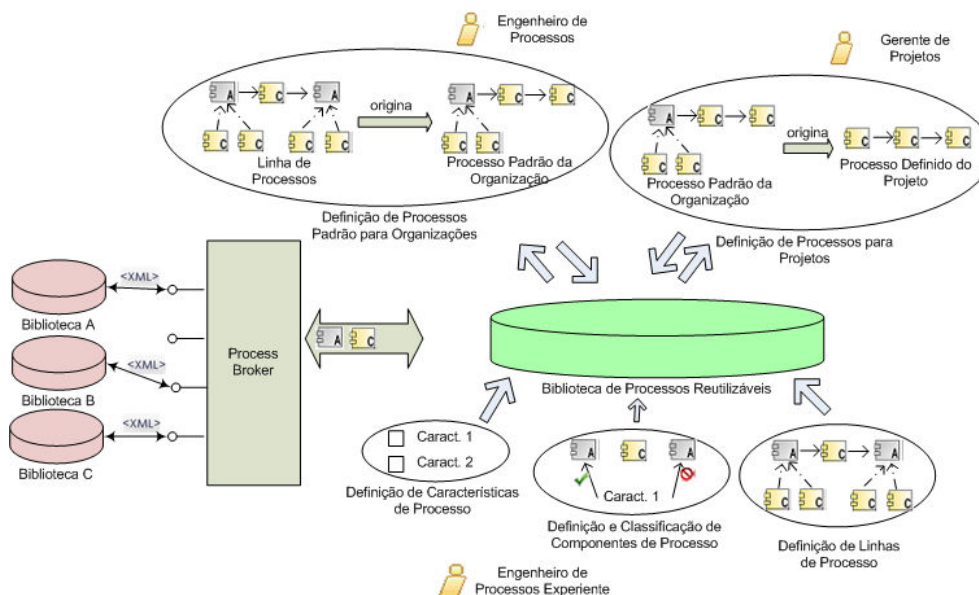 Engenheiro de
Processos
Gerente de
Projetos
A
C
A
C
C
C
C
Linha de
Processos
origina
A
C
C
C
C
Processo Padrão da
Organização
Definição de Processos
Padrão para Organizações
A
C
C
C
C
Processo Padrão da
Organização
origina
C
C
C
Processo Definido do
Projeto
Definição de Processos para
Projetos
<XML>
Biblioteca A
<XML>
Biblioteca B
<XML>
Biblioteca C
Process
Broker
A
C
Biblioteca de Processos Reutilizáveis
Caract. 1
Caract. 2
Definição de Características
de Processo
A
C
A
Caract. 1
Definição e Classificação de
Componentes de Processo
A
C
A
C
C
C
C
Definição de Linhas
de Processo
Engenheiro de
Processos Experiente